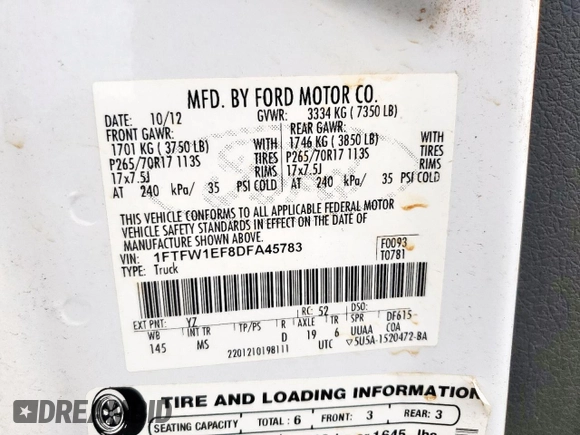 MFD. BY FORD MOTOR CO.
DATE: 10/12 GVWR: 3334 KG ( 7350 LB)
FRONT GAWR: REAR GAWR:
1701 KG ( 3750 LB) WITH 1746 KG ( 3850 LB) WITH
P265/70R17 113S TIRES P265/70R17 113S TIRES
17x7.5J RIMS 17x7.5J RIMS
AT 240 kPa/ 35 PSI COLD AT 240 kPa/ 35 PSI COLD
THIS VEHICLE CONFORMS TO ALL APPLICABLE FEDERAL MOTOR
VEHICLE SAFETY STANDARDS IN EFFECT ON THE DATE OF
MANUFACTURE SHOWN ABOVE.
VIN: 1FTFW1EF8DFA45783 F0093
TYPE: Truck T0781
EXT PNT: YZ RC: 52 DSO:
WB INT TR TP/PS R AXLE TR SPR DF615
145 MS D 19 6 UUAA COA
2201210198111 UTC ▽5U5A-1520472-BA
TIRE AND LOADING INFORMATION
SEATING CAPACITY TOTAL : 6 FRONT: 3 REAR: 3
1645 lbs
DREAMBID